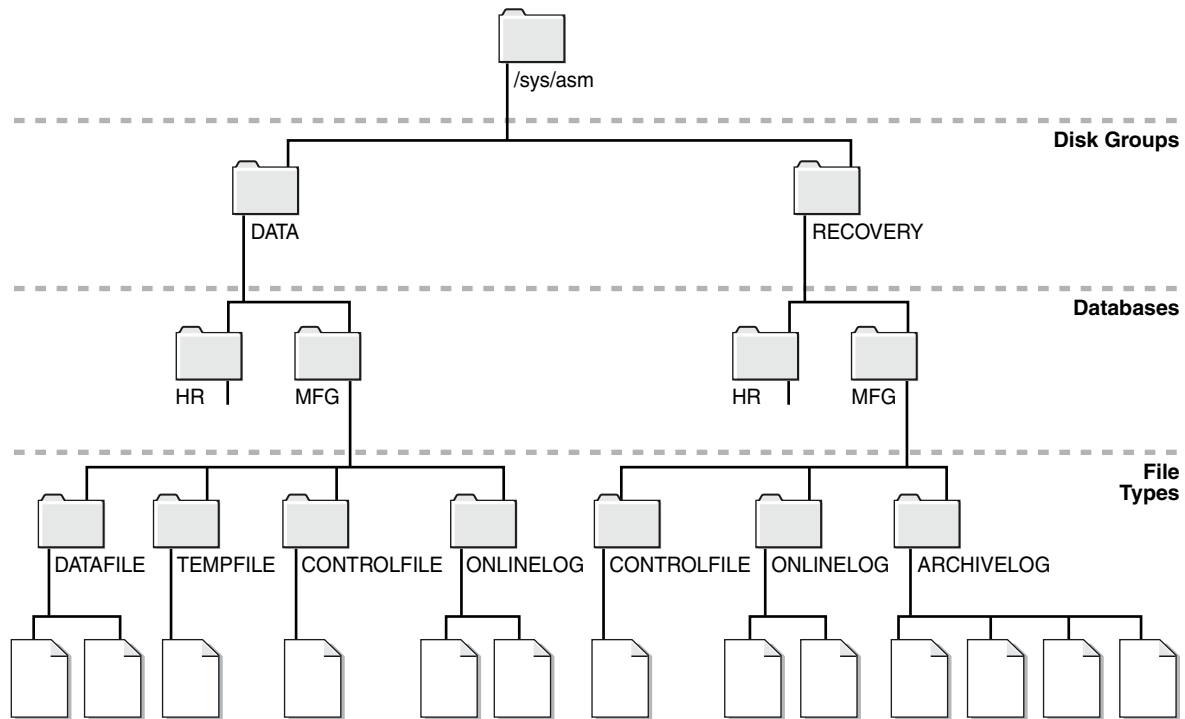 /sys/asm
Disk Groups
DATA
RECOVERY
Databases
HR
MFG
HR
MFG
File
Types
DATAFILE
TEMPFILE
CONTROLFILE
ONLINELOG
CONTROLFILE
ONLINELOG
ARCHIVELOG